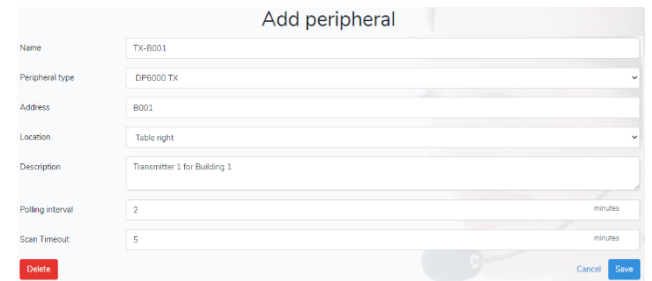 Add peripheral
Name TX-B001
Peripheral type DP6000 TX
Address B001
Location Table right
Description Transmitter 1 for Building 1
Polling interval 2 minutes
Scan Timeout 5 minutes
Delete Cancel Save